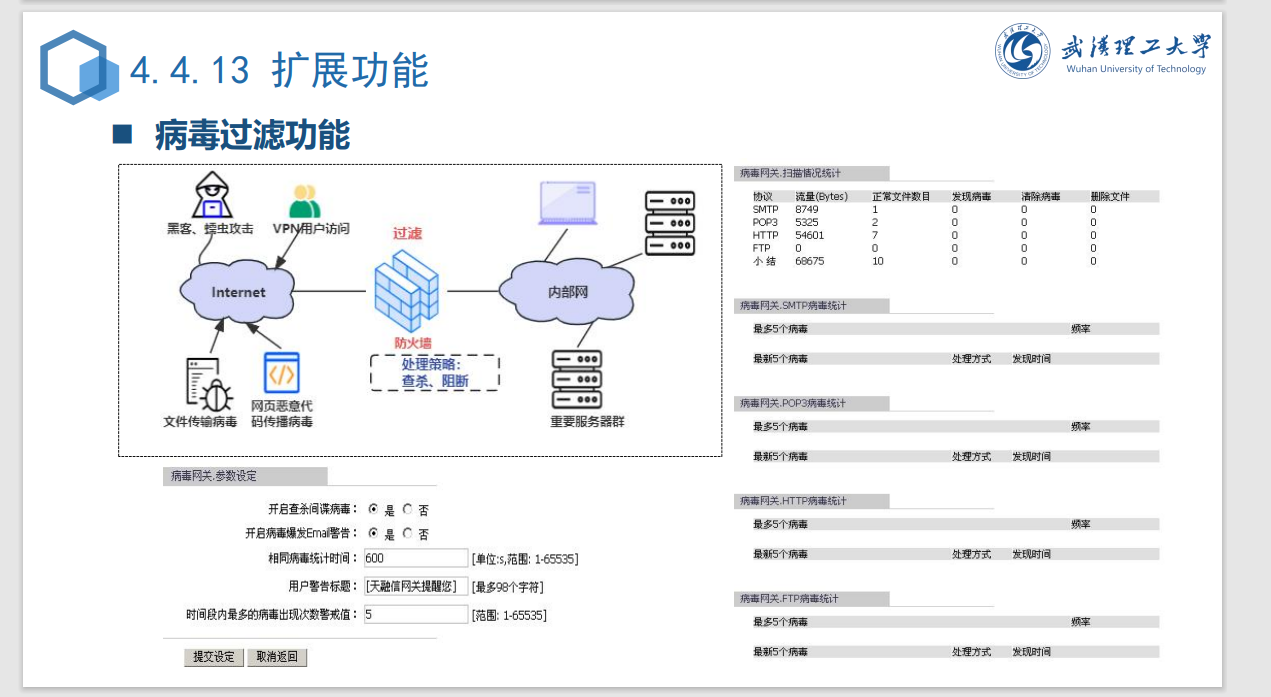 4.4.13 扩展功能
武汉理工大学
Wuhan University of Technology
■ 病毒过滤功能
黑客、蠕虫攻击
VPN用户访问
过滤
Internet
内部网
防火墙
处理策略：
查杀、阻断
文件传输病毒
网页恶意代
码传播病毒
重要服务器群
病毒网关.参数设定
开启查杀间谍病毒： 是 否
开启病毒爆发Email警告： 是 否
相同病毒统计时间： 600 [单位:s,范围: 1-65535]
用户警告标题： [天融信网关提醒您] [最多98个字符]
时间段内最多的病毒出现次数警戒值： 5 [范围: 1-65535]
提交设定 取消返回
病毒网关.扫描情况统计
协议 流量(Bytes) 正常文件数目 发现病毒 清除病毒 删除文件
SMTP 8749 1 0 0 0
POP3 5325 2 0 0 0
HTTP 54601 7 0 0 0
FTP 0 0 0 0 0
小 结 68675 10 0 0 0
病毒网关.SMTP病毒统计
最多5个病毒 频率
最新5个病毒 处理方式 发现时间
病毒网关.POP3病毒统计
最多5个病毒 频率
最新5个病毒 处理方式 发现时间
病毒网关.HTTP病毒统计
最多5个病毒 频率
最新5个病毒 处理方式 发现时间
病毒网关.FTP病毒统计
最多5个病毒 频率
最新5个病毒 处理方式 发现时间